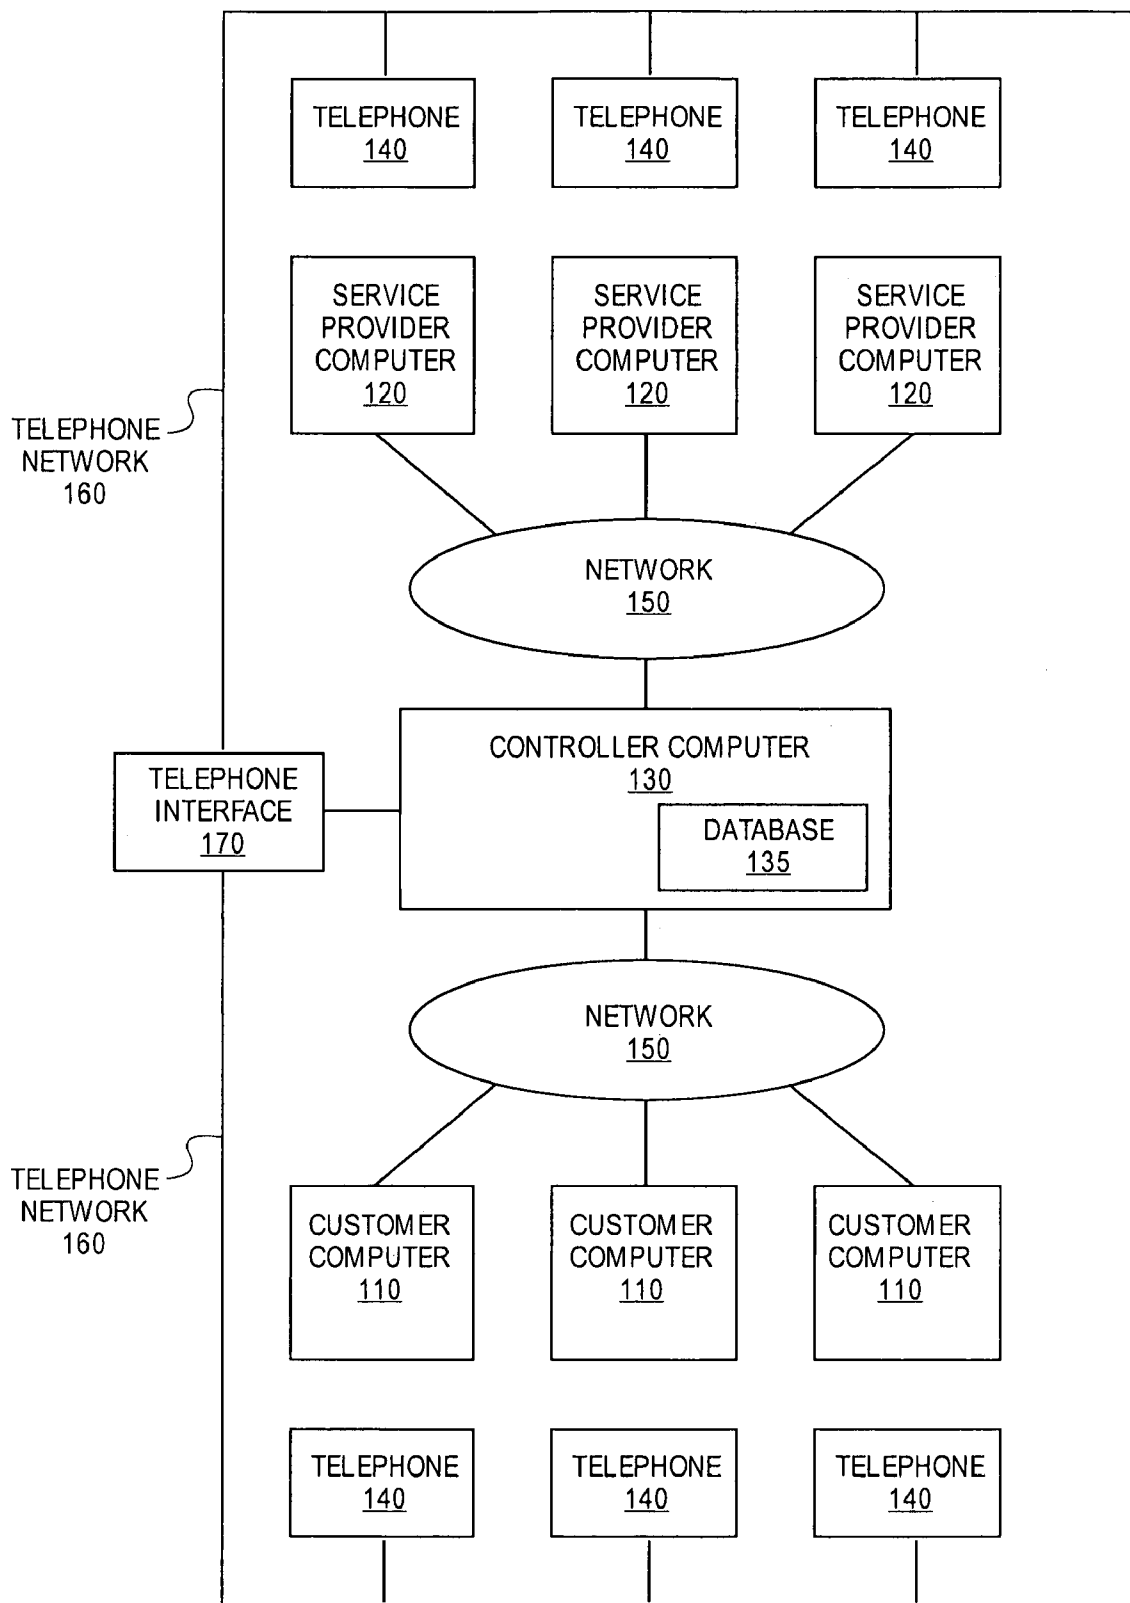 TELEPHONE
140
TELEPHONE
140
TELEPHONE
140
SERVICE
PROVIDER
COMPUTER
120
SERVICE
PROVIDER
COMPUTER
120
SERVICE
PROVIDER
COMPUTER
120
TELEPHONE
NETWORK
160
NETWORK
150
CONTROLLER COMPUTER
130
TELEPHONE
INTERFACE
170
DATABASE
135
NETWORK
150
TELEPHONE
NETWORK
160
CUSTOMER
COMPUTER
110
CUSTOMER
COMPUTER
110
CUSTOMER
COMPUTER
110
TELEPHONE
140
TELEPHONE
140
TELEPHONE
140